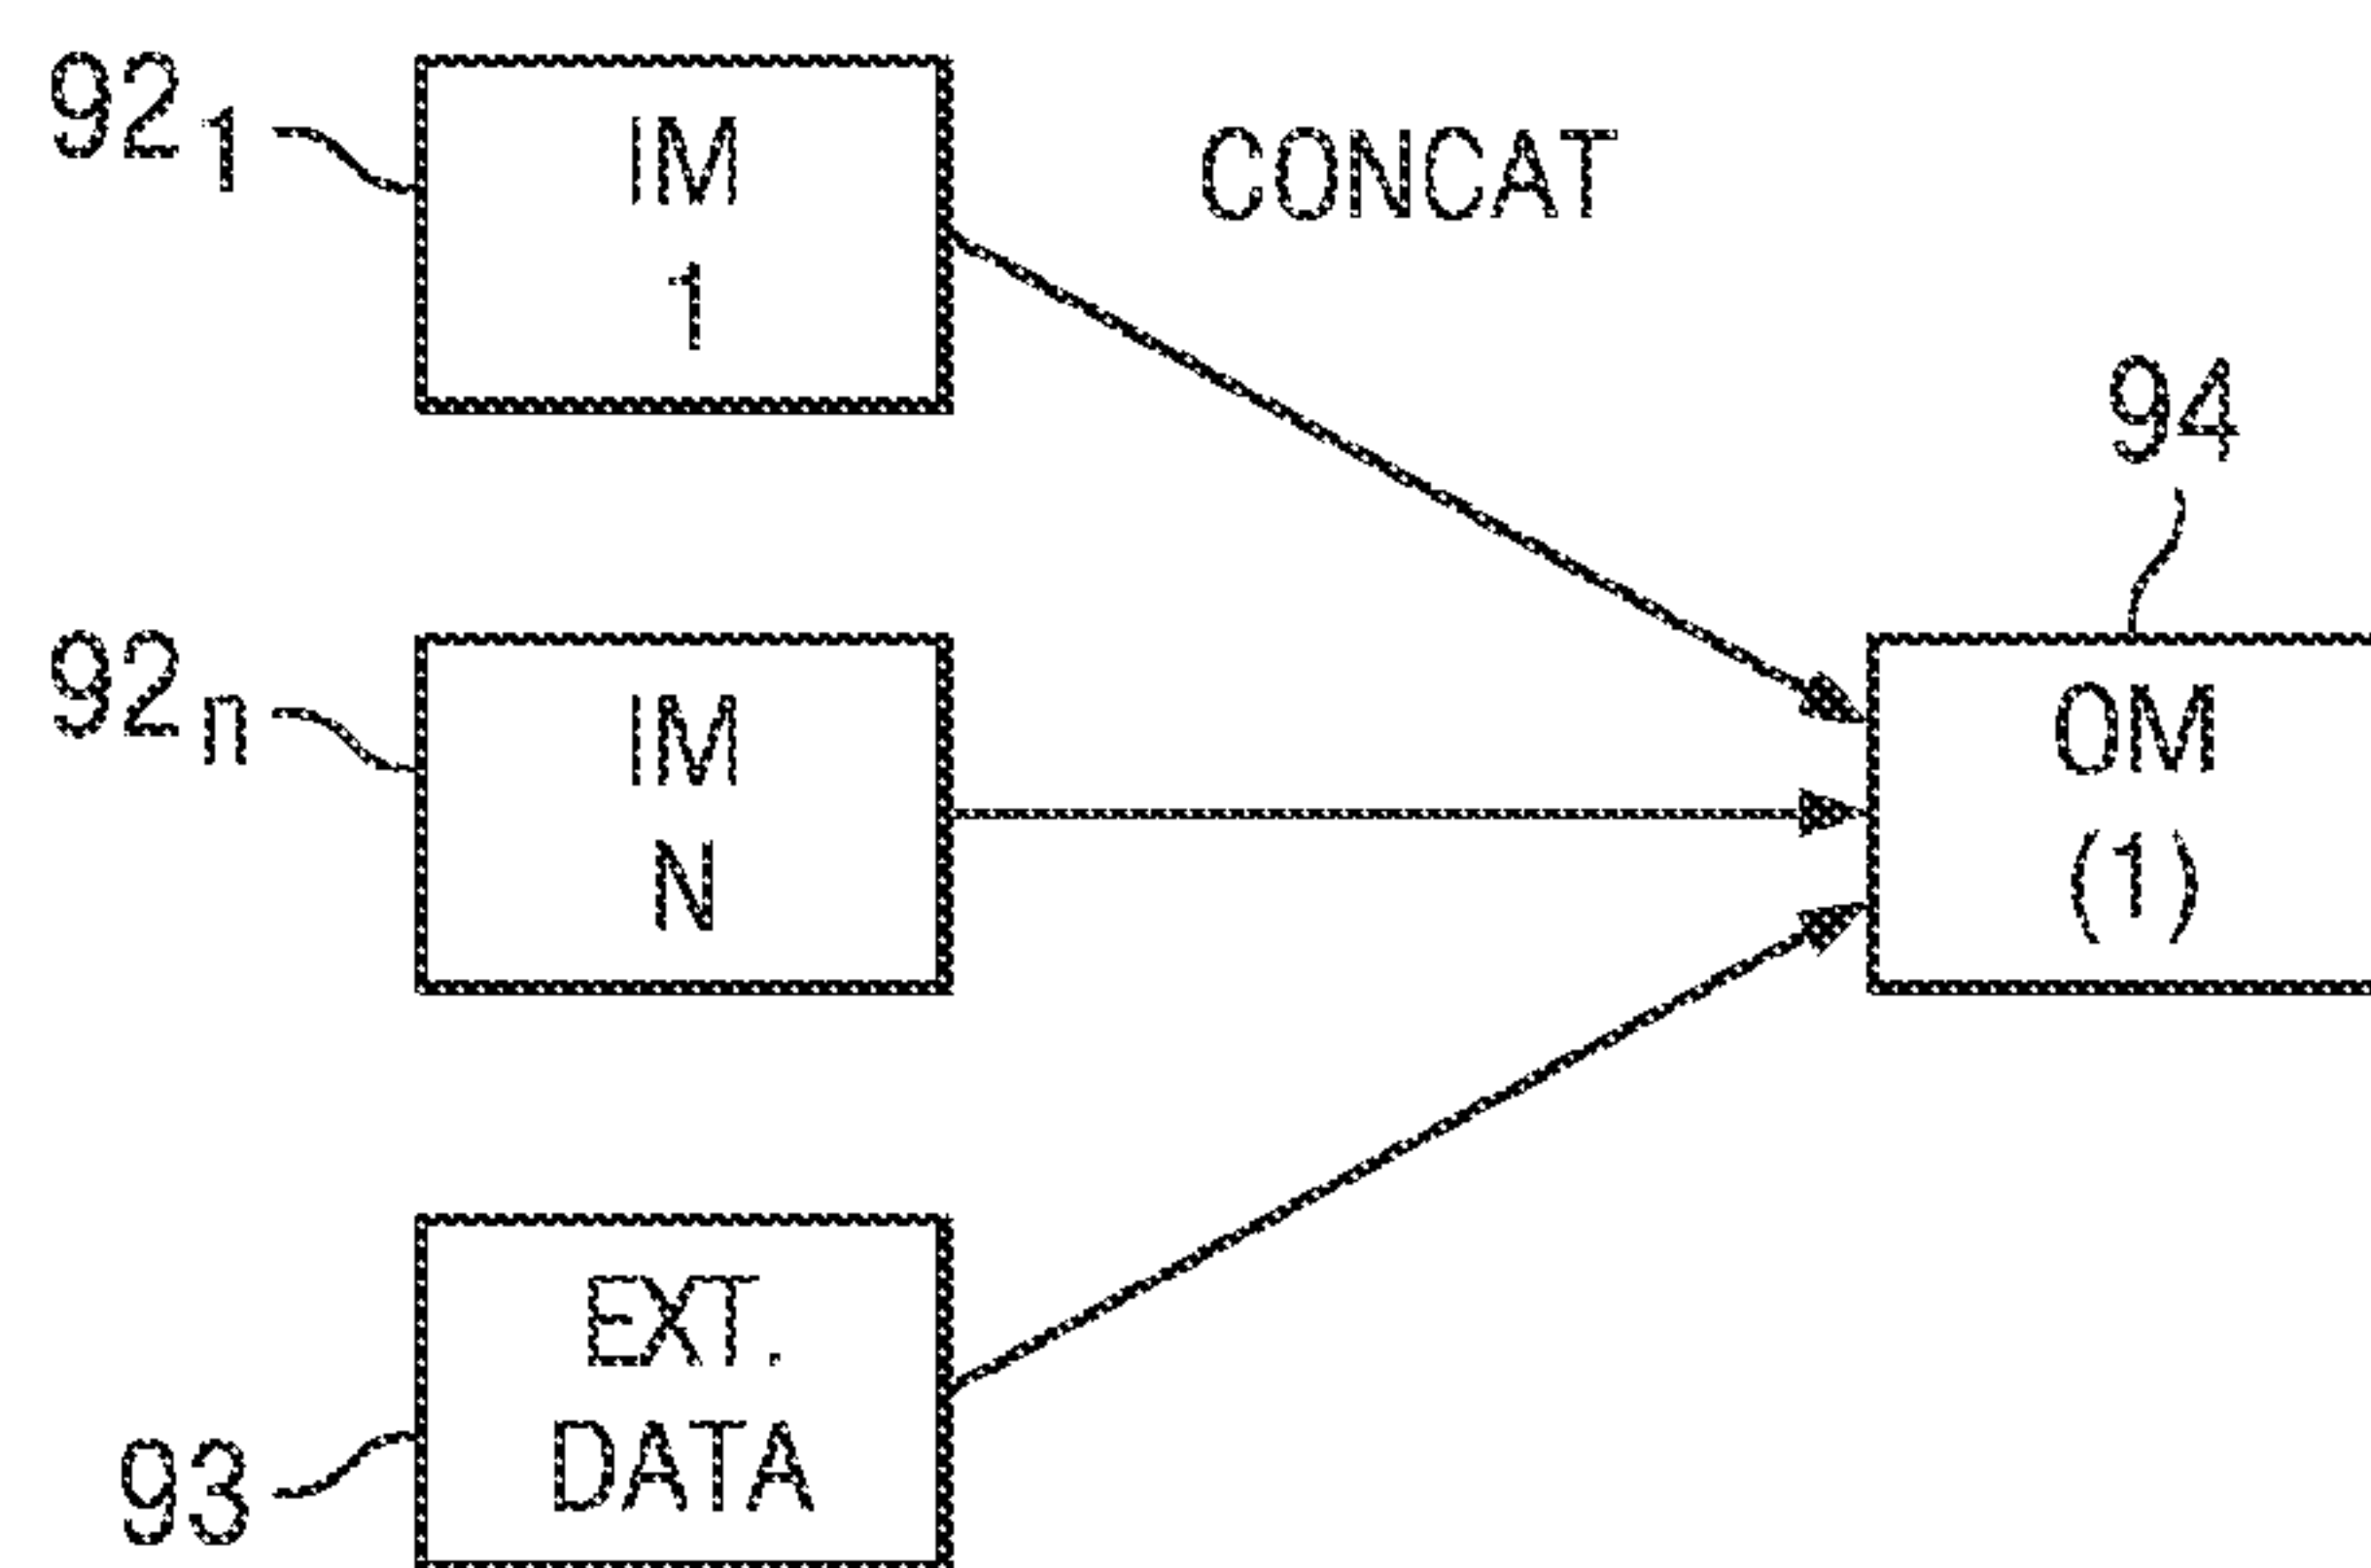 92₁
IM
1
CONCAT
94
92ₙ
IM
N
OM
(1)
EXT.
DATA
93